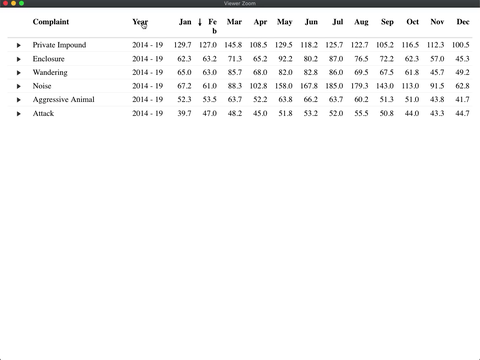 Viewer Zoom
Complaint Year Jan ↓ Fe Mar Apr May Jun Jul Aug Sep Oct Nov Dec
b
Private Impound 2014 - 19 129.7 127.0 145.8 108.5 129.5 118.2 125.7 122.7 105.2 116.5 112.3 100.5
Enclosure 2014 - 19 62.3 63.2 71.3 65.2 92.2 80.2 87.0 76.5 72.2 62.3 57.0 45.3
Wandering 2014 - 19 65.0 63.0 85.7 68.0 82.0 82.8 86.0 69.5 67.5 61.8 45.7 49.2
Noise 2014 - 19 67.2 61.0 88.3 102.8 158.0 167.8 185.0 179.3 143.0 113.0 91.5 62.8
Aggressive Animal 2014 - 19 52.3 53.5 63.7 52.2 63.8 66.2 63.7 60.2 51.3 51.0 43.8 41.7
Attack 2014 - 19 39.7 47.0 48.2 45.0 51.8 53.2 52.0 55.5 50.8 44.0 43.3 44.7